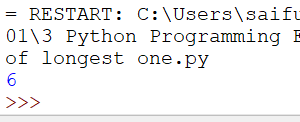 = RESTART: C:\Users\saifu
01\3 Python Programming E
of longest one.py
6
>>>